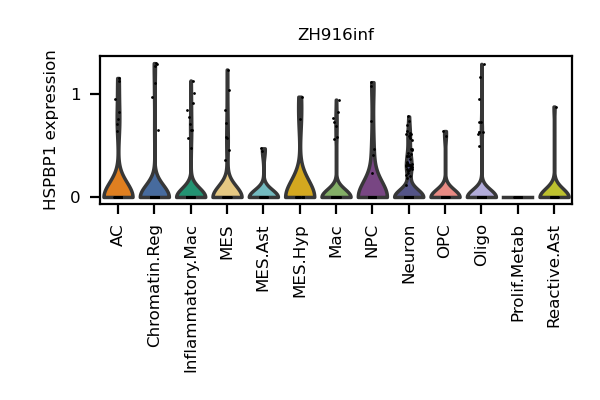 ZH916inf
HSPBP1 expression
1
0
AC
Chromatin.Reg
Inflammatory.Mac
MES
MES.Ast
MES.Hyp
Mac
NPC
Neuron
OPC
Oligo
Prolif.Metab
Reactive.Ast